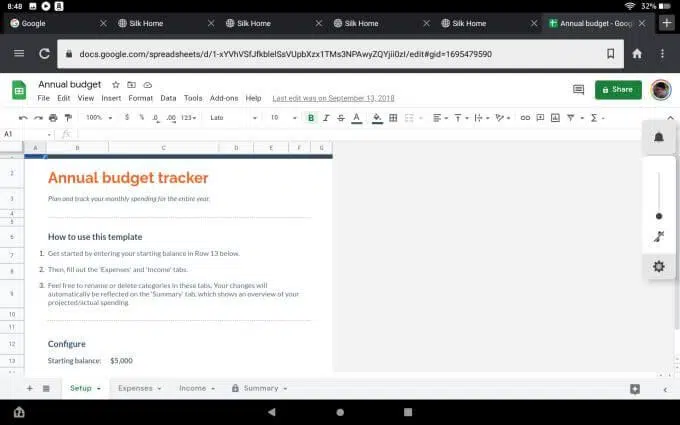 8:48
32%
Google
Silk Home
Silk Home
Silk Home
Silk Home
Annual budget - Goog
docs.google.com/spreadsheets/d/1-xYVhVSfJfkblelSsVUpbXzx1TMs3NPAwyZQYjii0zI/edit#gid=1695479590
Annual budget
File Edit View Insert Format Data Tools Add-ons Help Last edit was on September 13, 2018
Share
100% $ % .0 .00 123 Lato 10 B I S A
A1 fx
A B C D E F G
1
2 Annual budget tracker
3 Plan and track your monthly spending for the entire year.
4
5
6 How to use this template
7 1. Get started by entering your starting balance in Row 13 below.
8 2. Then, fill out the 'Expenses' and 'Income' tabs.
9 3. Feel free to rename or delete categories in these tabs. Your changes will
automatically be reflected on the 'Summary' tab, which shows an overview of your
projected/actual spending.
10
11
12 Configure
13 Starting balance: $5,000
Setup Expenses Income Summary